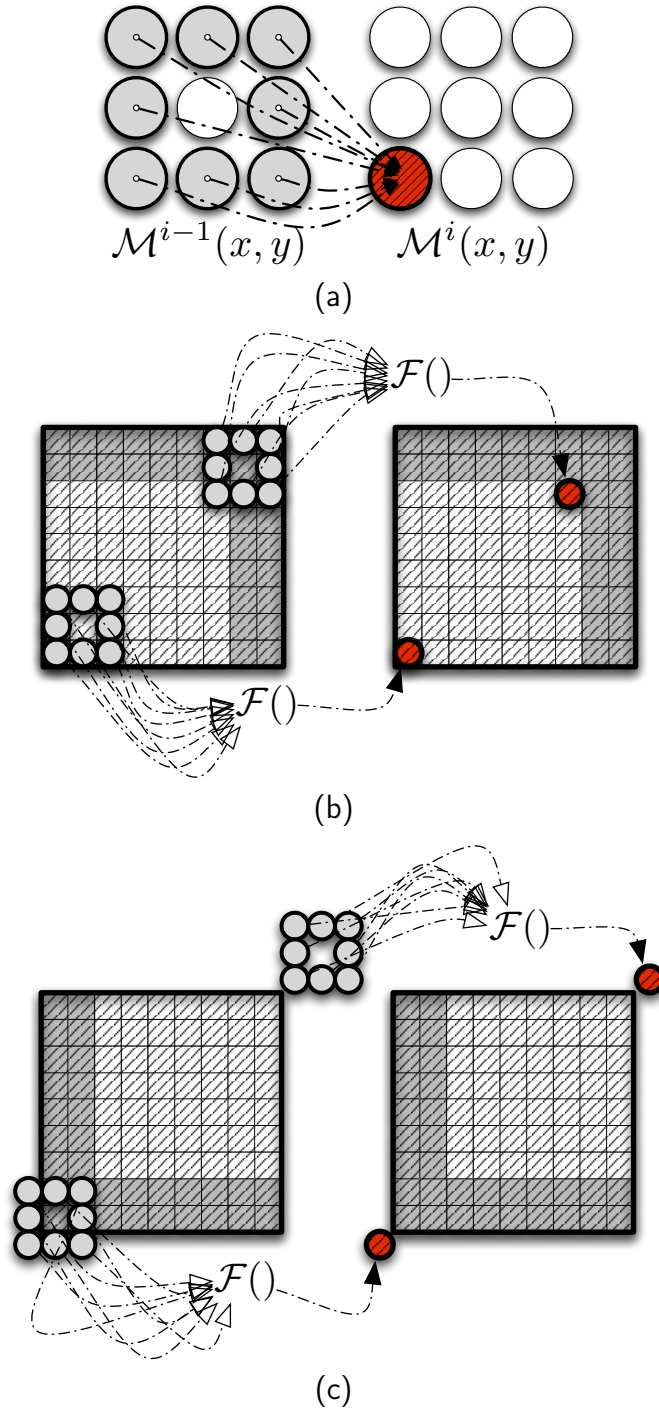 ℳ^{i−1}(x, y) ℳ^i(x, y)
(a)
ℱ()
ℱ()
(b)
ℱ()
ℱ()
(c)